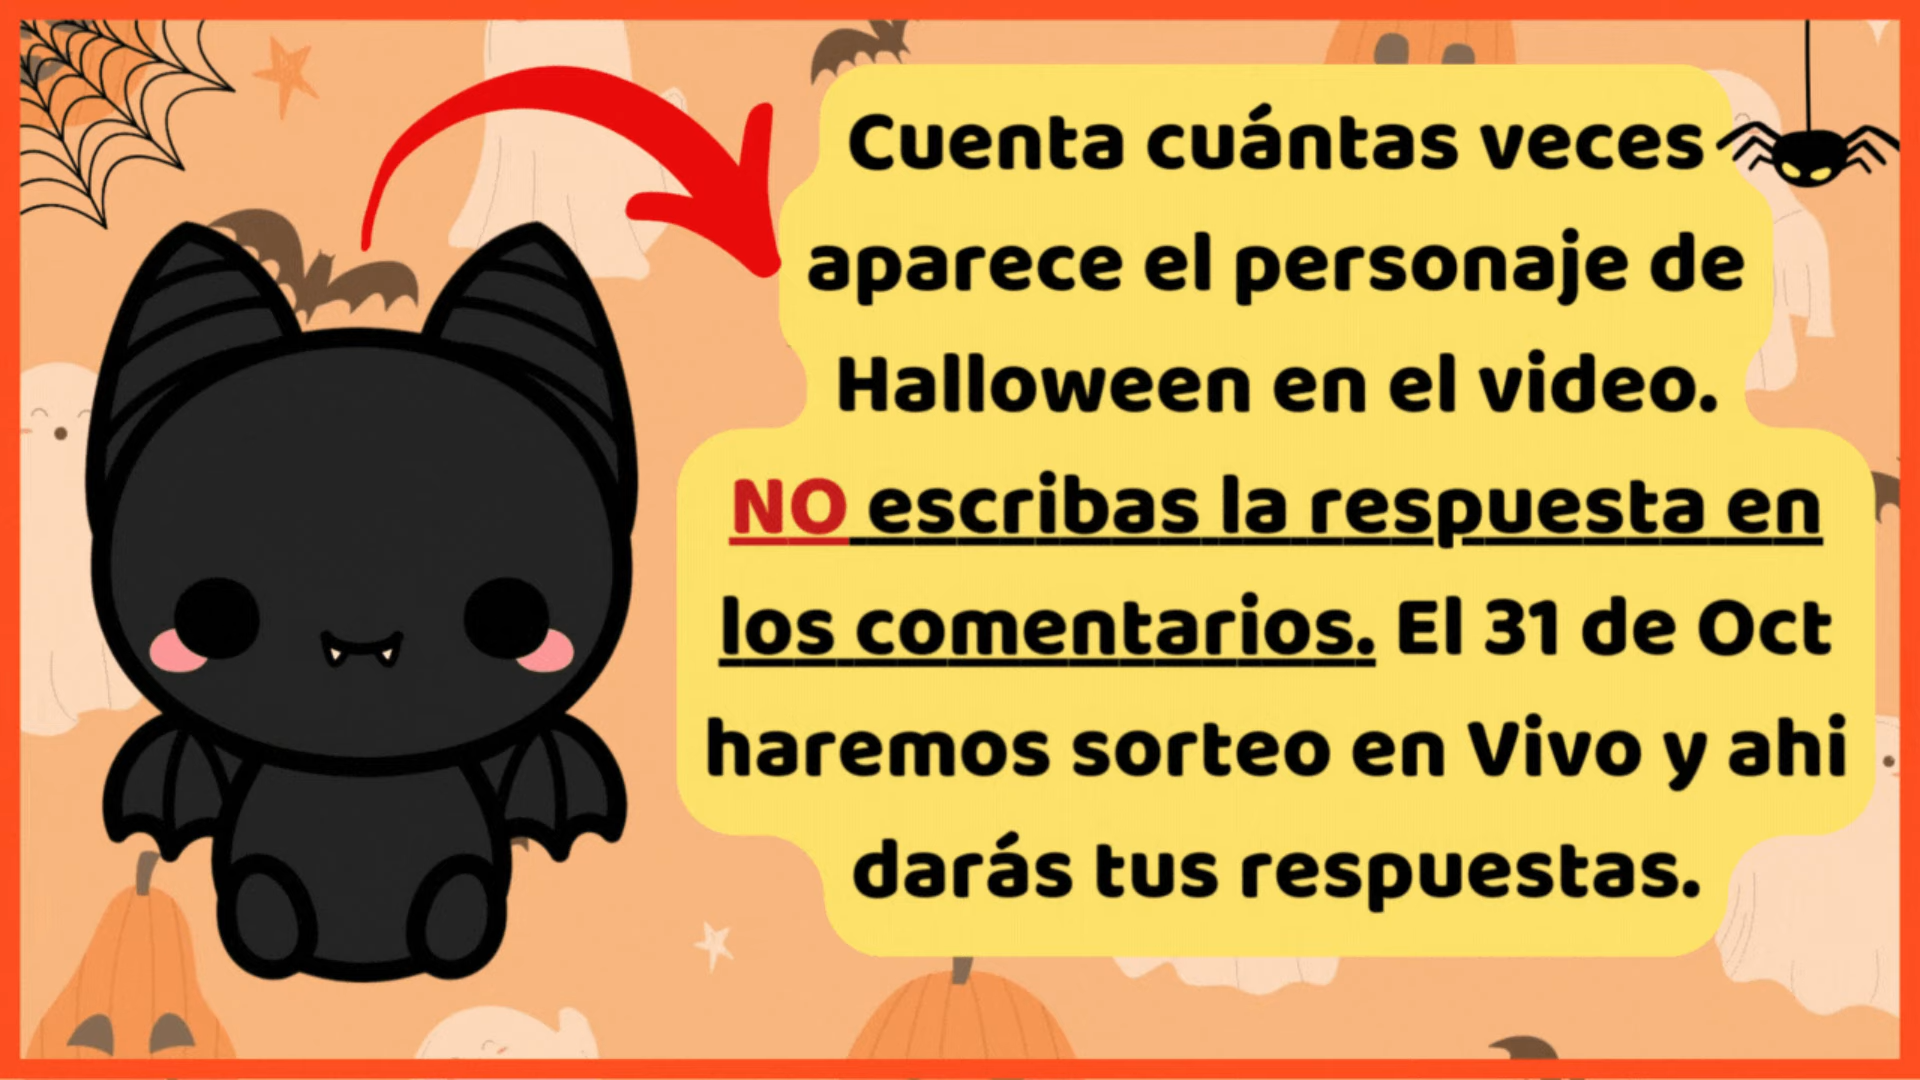 Cuenta cuántas veces
aparece el personaje de
Halloween en el video.
NO escribas la respuesta en
los comentarios. El 31 de Oct
haremos sorteo en Vivo y ahi
darás tus respuestas.